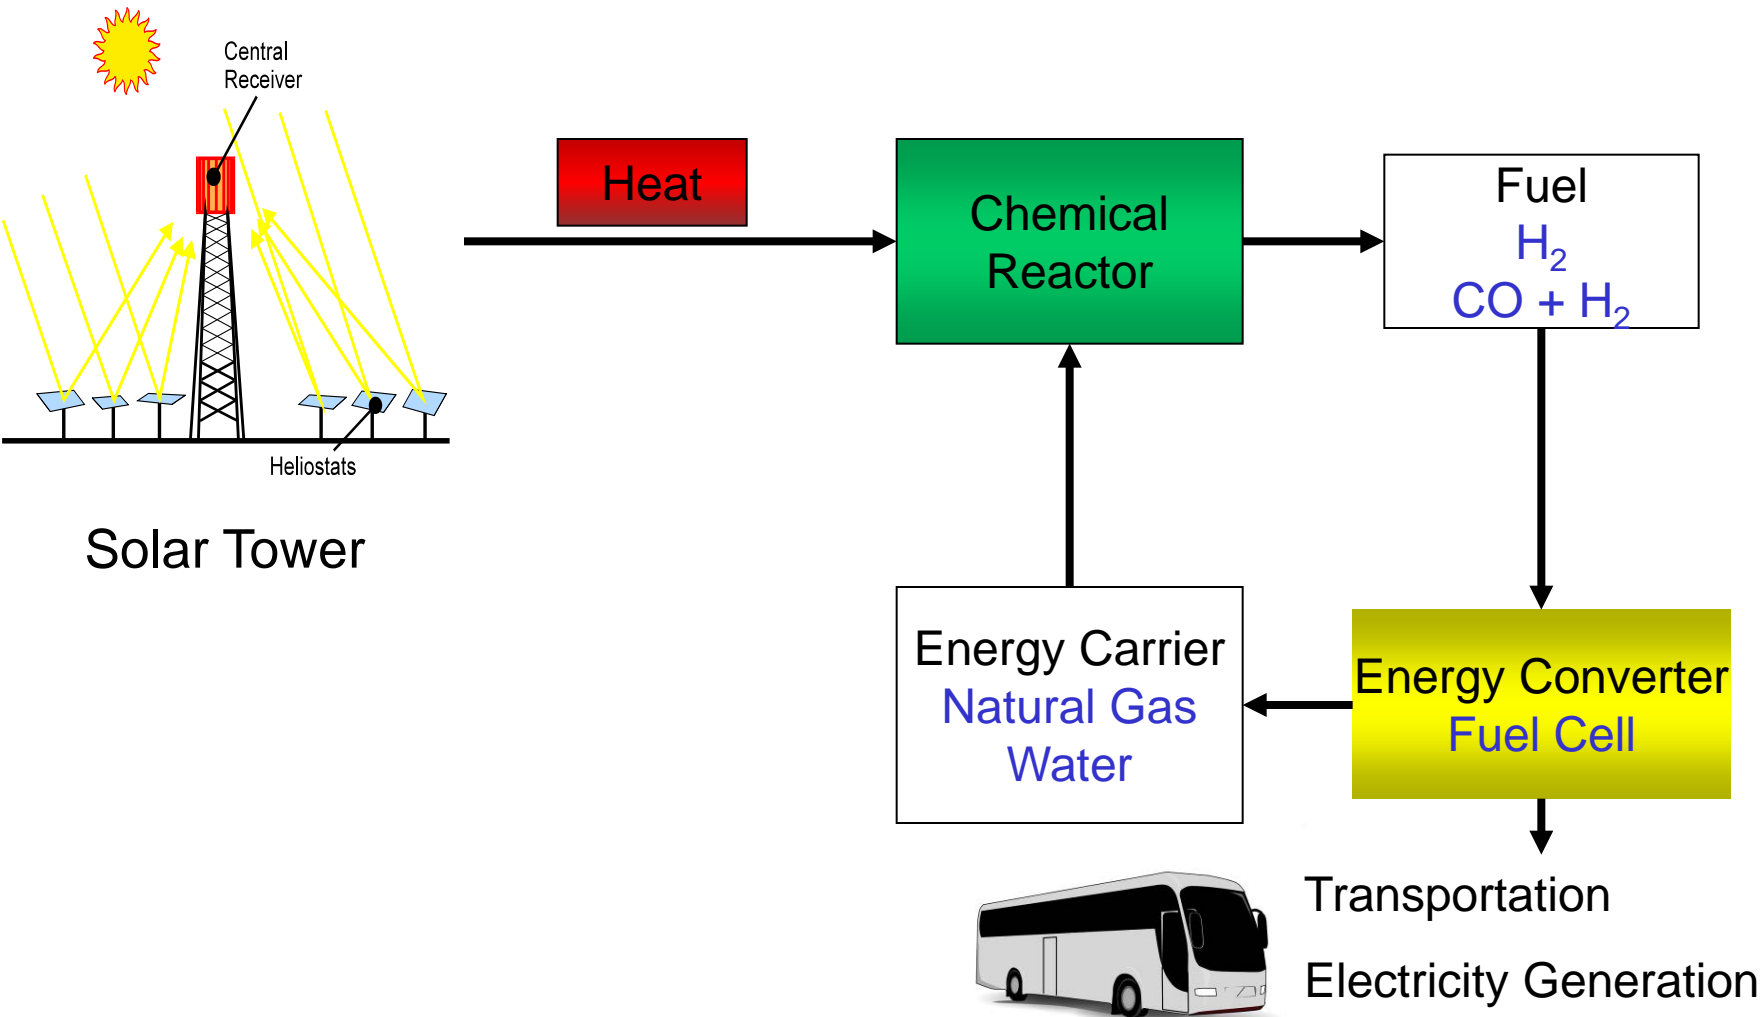 Central
Receiver
Heliostats
Solar Tower
Heat
Chemical
Reactor
Fuel
H₂
CO + H₂
Energy Carrier
Natural Gas
Water
Energy Converter
Fuel Cell
Transportation
Electricity Generation